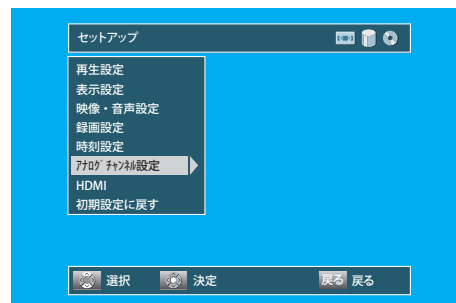 セットアップ
再生設定
表示設定
映像・音声設定
録画設定
時刻設定
ｱﾅﾛｸﾞﾁｬﾝﾈﾙ設定
HDMI
初期設定に戻す
選択 決定 戻る 戻る